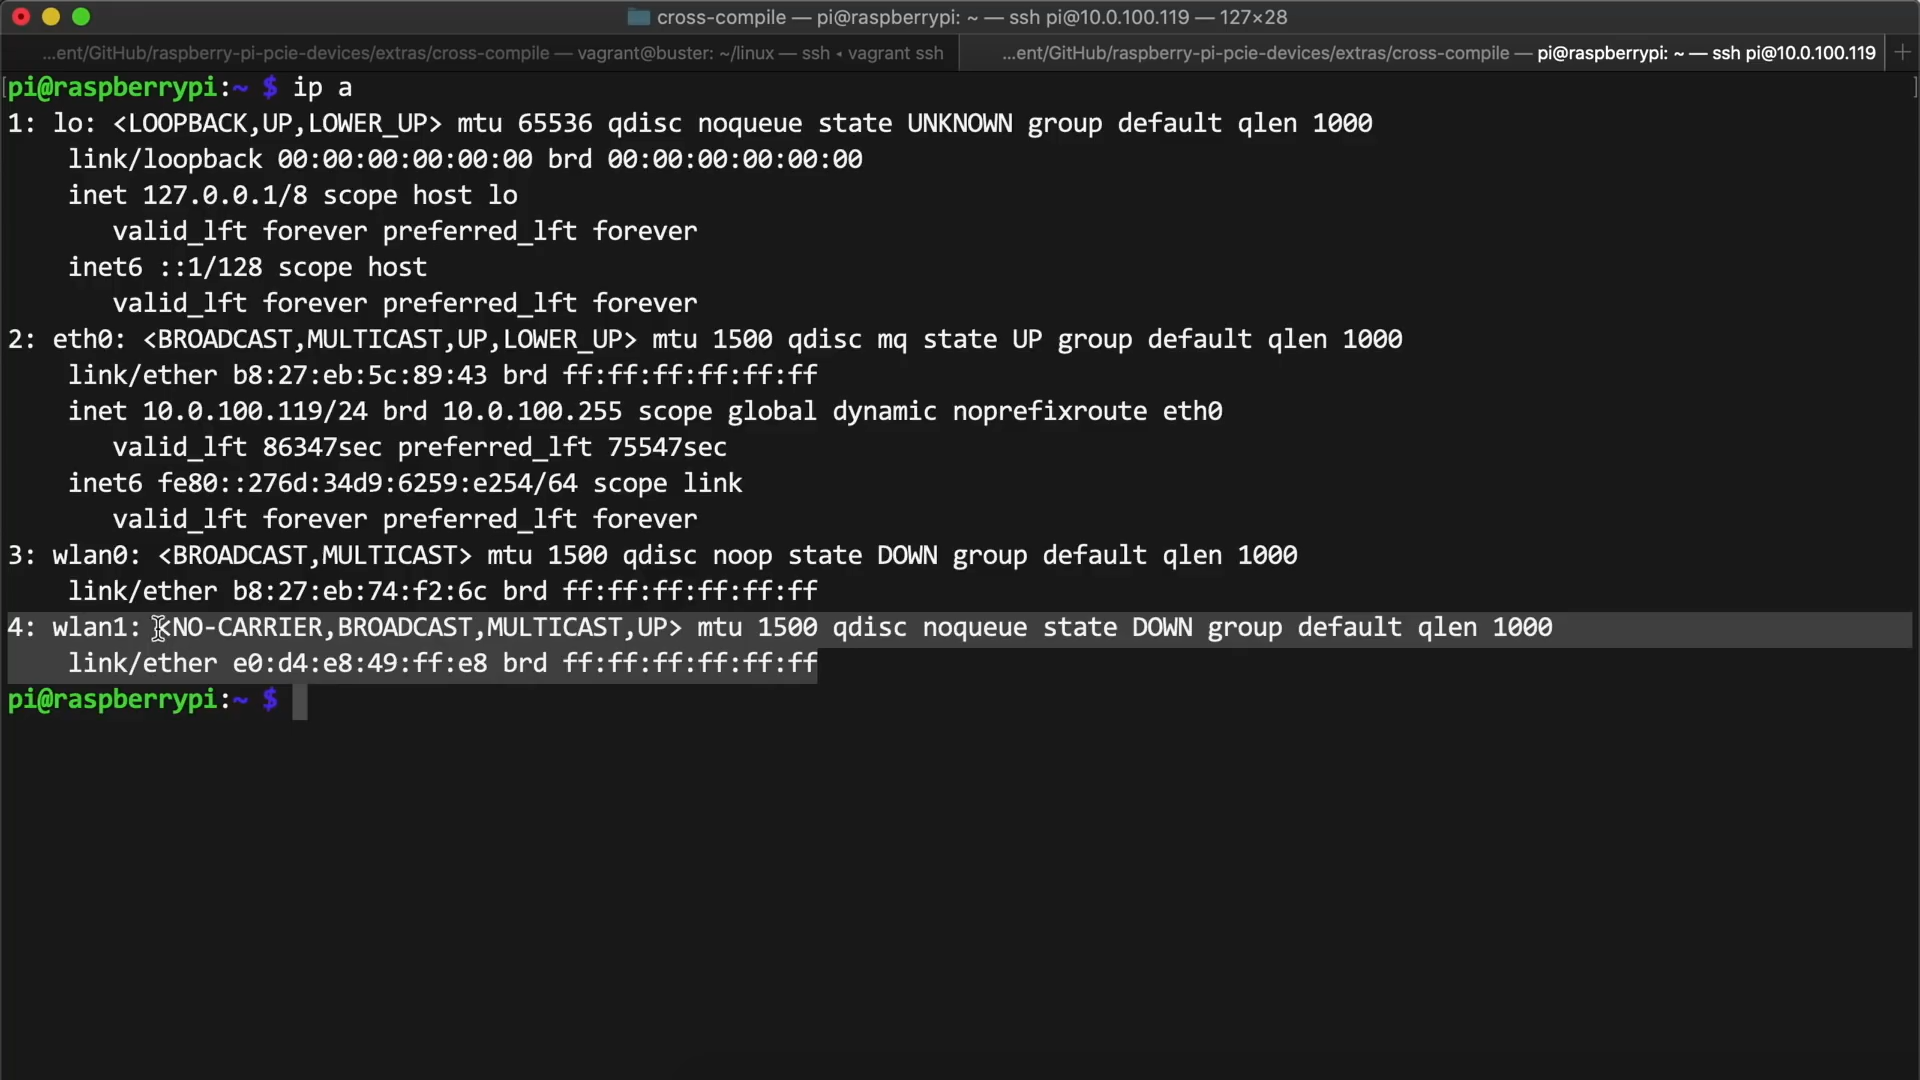 cross-compile — pi@raspberrypi: ~ — ssh pi@10.0.100.119 — 127×28
...ent/GitHub/raspberry-pi-pcie-devices/extras/cross-compile — vagrant@buster: ~/linux — ssh ◂ vagrant ssh
...ent/GitHub/raspberry-pi-pcie-devices/extras/cross-compile — pi@raspberrypi: ~ — ssh pi@10.0.100.119
pi@raspberrypi:~ $ ip a
1: lo: <LOOPBACK,UP,LOWER_UP> mtu 65536 qdisc noqueue state UNKNOWN group default qlen 1000
link/loopback 00:00:00:00:00:00 brd 00:00:00:00:00:00
inet 127.0.0.1/8 scope host lo
valid_lft forever preferred_lft forever
inet6 ::1/128 scope host
valid_lft forever preferred_lft forever
2: eth0: <BROADCAST,MULTICAST,UP,LOWER_UP> mtu 1500 qdisc mq state UP group default qlen 1000
link/ether b8:27:eb:5c:89:43 brd ff:ff:ff:ff:ff:ff
inet 10.0.100.119/24 brd 10.0.100.255 scope global dynamic noprefixroute eth0
valid_lft 86347sec preferred_lft 75547sec
inet6 fe80::276d:34d9:6259:e254/64 scope link
valid_lft forever preferred_lft forever
3: wlan0: <BROADCAST,MULTICAST> mtu 1500 qdisc noop state DOWN group default qlen 1000
link/ether b8:27:eb:74:f2:6c brd ff:ff:ff:ff:ff:ff
4: wlan1: <NO-CARRIER,BROADCAST,MULTICAST,UP> mtu 1500 qdisc noqueue state DOWN group default qlen 1000
link/ether e0:d4:e8:49:ff:e8 brd ff:ff:ff:ff:ff:ff
pi@raspberrypi:~ $